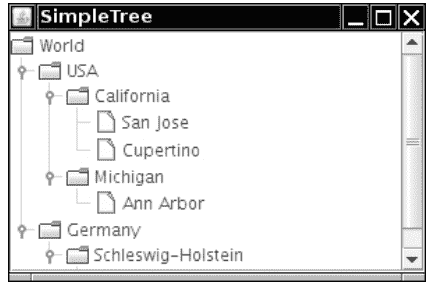 SimpleTree
World
USA
California
San Jose
Cupertino
Michigan
Ann Arbor
Germany
Schleswig-Holstein